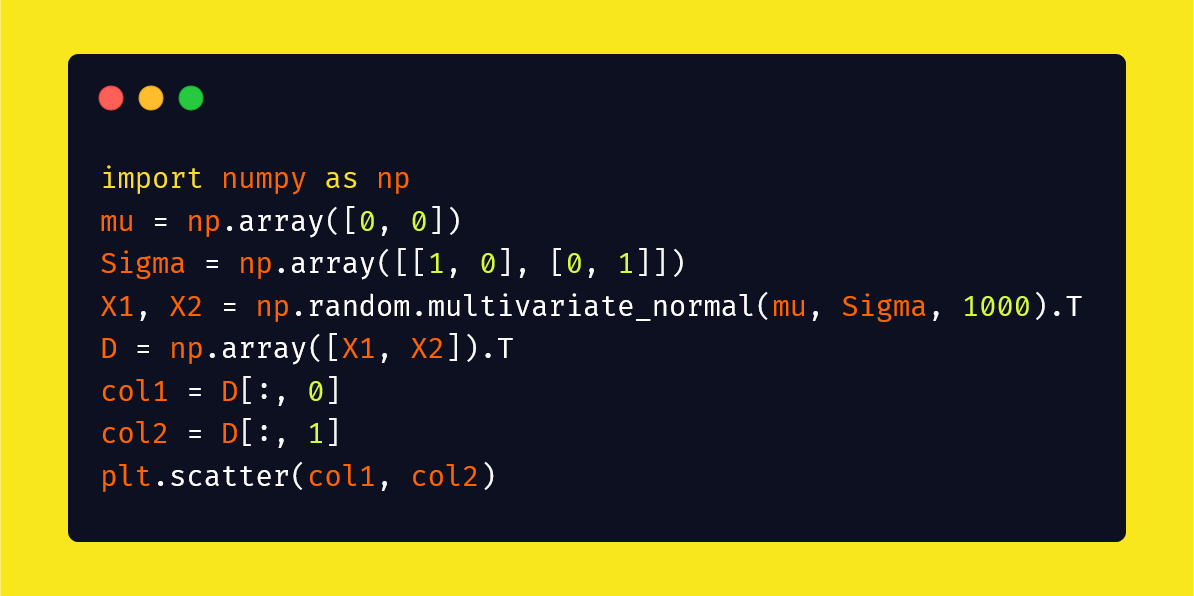 import numpy as np
mu = np.array([0, 0])
Sigma = np.array([[1, 0], [0, 1]])
X1, X2 = np.random.multivariate_normal(mu, Sigma, 1000).T
D = np.array([X1, X2]).T
col1 = D[:, 0]
col2 = D[:, 1]
plt.scatter(col1, col2)